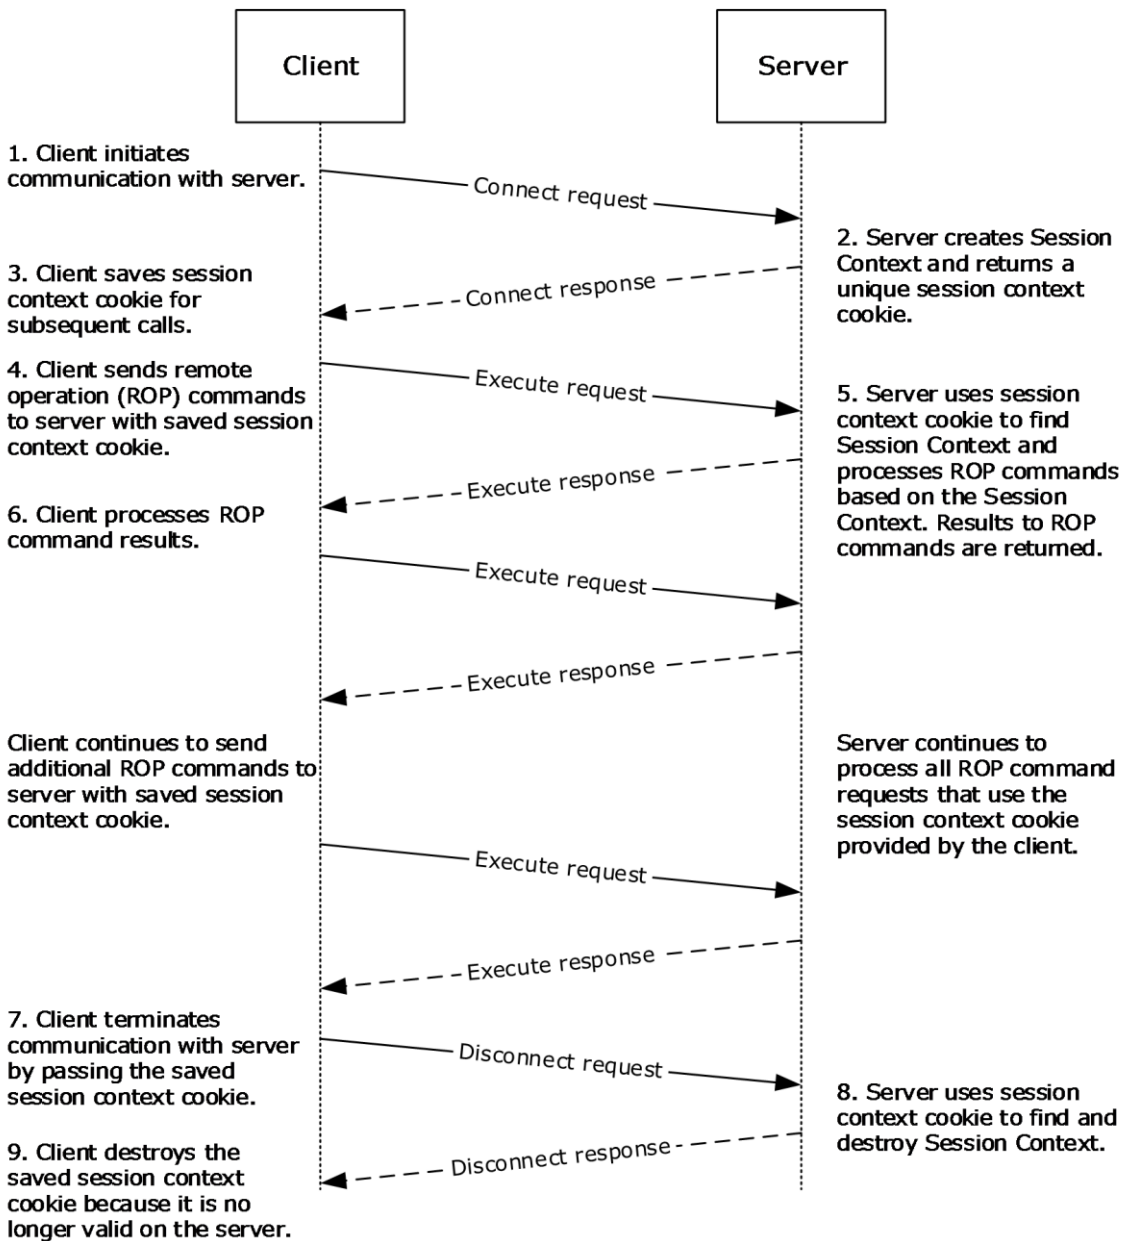 Client
Server
1. Client initiates
communication with server.
Connect request
2. Server creates Session
Context and returns a
unique session context
cookie.
Connect response
3. Client saves session
context cookie for
subsequent calls.
4. Client sends remote
operation (ROP) commands
to server with saved session
context cookie.
Execute request
5. Server uses session
context cookie to find
Session Context and
processes ROP commands
based on the Session
Context. Results to ROP
commands are returned.
Execute response
6. Client processes ROP
command results.
Execute request
Execute response
Client continues to send
additional ROP commands to
server with saved session
context cookie.
Server continues to
process all ROP command
requests that use the
session context cookie
provided by the client.
Execute request
Execute response
7. Client terminates
communication with server
by passing the saved
session context cookie.
Disconnect request
8. Server uses session
context cookie to find and
destroy Session Context.
Disconnect response
9. Client destroys the
saved session context
cookie because it is no
longer valid on the server.